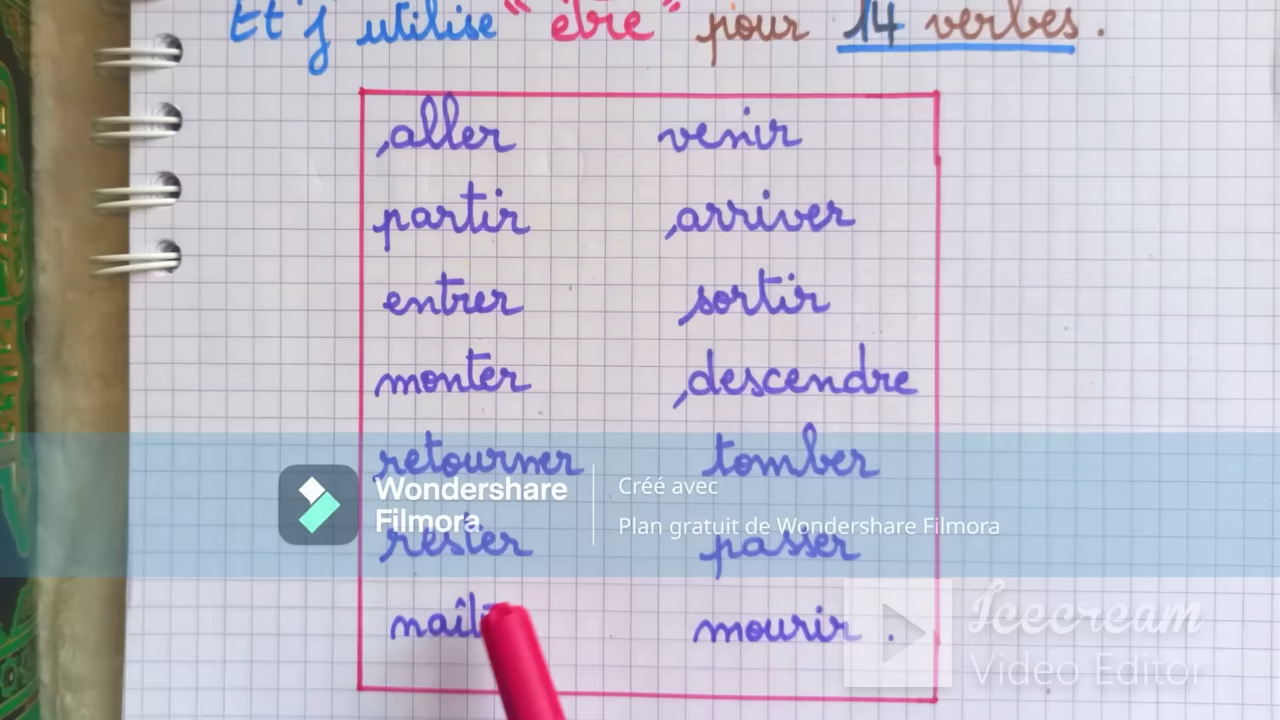 Et j'utilise "être" pour 14 verbes.
aller venir
partir arriver
entrer sortir
monter descendre
retourner tomber
Wondershare
Filmora
Créé avec
Plan gratuit de Wondershare Filmora
rester passer
mourir.
Icecream
Video Editor